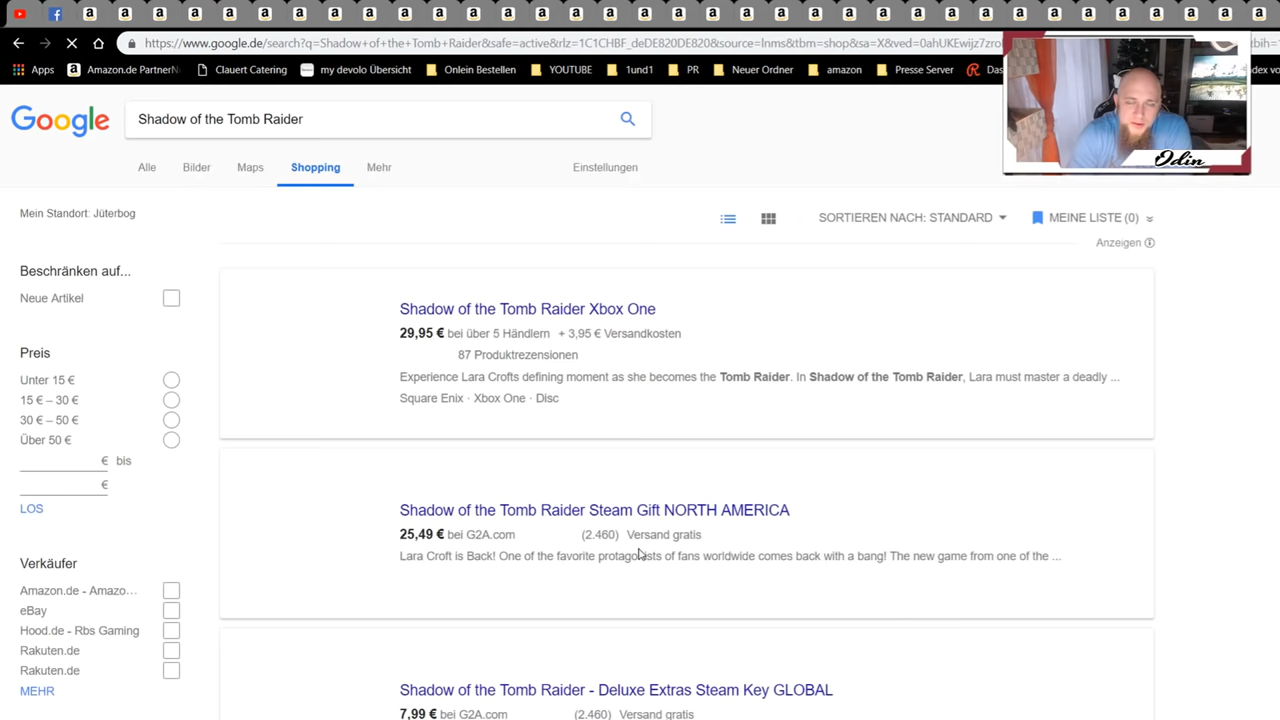 https://www.google.de/search?q=Shadow+of+the+Tomb+Raider&safe=active&rlz=1C1CHBF_deDE820DE820&source=lnms&tbm=shop&sa=X&ved=0ahUKEwijz7zro
Apps
Amazon.de PartnerN
Clauert Catering
my devolo Übersicht
Onlein Bestellen
YOUTUBE
1und1
PR
Neuer Ordner
amazon
Presse Server
Das
Odin
Google
Shadow of the Tomb Raider
Alle
Bilder
Maps
Shopping
Mehr
Einstellungen
Mein Standort: Jüterbog
SORTIEREN NACH: STANDARD
MEINE LISTE (0)
Anzeigen
Beschränken auf...
Neue Artikel
Preis
Unter 15 €
15 € – 30 €
30 € – 50 €
Über 50 €
€ bis
€
LOS
Verkäufer
Amazon.de - Amazo…
eBay
Hood.de - Rbs Gaming
Rakuten.de
Rakuten.de
MEHR
Shadow of the Tomb Raider Xbox One
29,95 € bei über 5 Händlern + 3,95 € Versandkosten
87 Produktrezensionen
Experience Lara Crofts defining moment as she becomes the Tomb Raider. In Shadow of the Tomb Raider, Lara must master a deadly ...
Square Enix · Xbox One · Disc
Shadow of the Tomb Raider Steam Gift NORTH AMERICA
25,49 € bei G2A.com (2.460) Versand gratis
Lara Croft is Back! One of the favorite protagonists of fans worldwide comes back with a bang! The new game from one of the ...
Shadow of the Tomb Raider - Deluxe Extras Steam Key GLOBAL
7,99 € bei G2A.com (2.460) Versand gratis